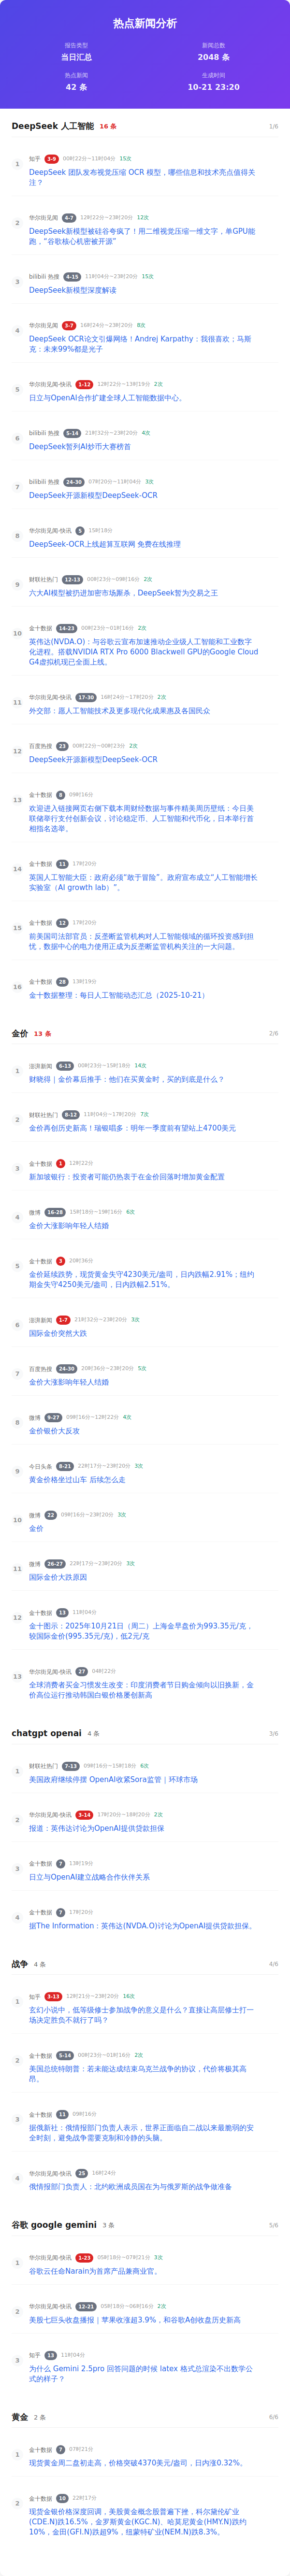 热点新闻分析
报告类型
新闻总数
当日汇总
2048 条
热点新闻
生成时间
42 条
10-21 23:20
DeepSeek 人工智能 16 条
1/6
1
知乎 3-9 00时22分~11时04分 15次
DeepSeek 团队发布视觉压缩 OCR 模型，哪些信息和技术亮点值得关
注？
2
华尔街见闻 4-7 12时22分~23时20分 12次
DeepSeek新模型被硅谷夸疯了！用二维视觉压缩一维文字，单GPU能
跑，“谷歌核心机密被开源”
3
bilibili 热搜 4-15 11时04分~23时20分 15次
DeepSeek新模型深度解读
4
华尔街见闻 3-7 16时24分~23时20分 8次
DeepSeek OCR论文引爆网络！Andrej Karpathy：我很喜欢；马斯
克：未来99%都是光子
5
华尔街见闻-快讯 1-12 12时22分~13时19分 2次
日立与OpenAI合作扩建全球人工智能数据中心。
6
bilibili 热搜 5-14 21时32分~23时20分 4次
DeepSeek暂列AI炒币大赛榜首
7
bilibili 热搜 24-30 07时20分~11时04分 3次
DeepSeek开源新模型DeepSeek-OCR
8
华尔街见闻-快讯 5 15时18分
DeepSeek-OCR上线超算互联网 免费在线推理
9
财联社热门 12-13 00时23分~09时16分 2次
六大AI模型被扔进加密市场厮杀，DeepSeek暂为交易之王
10
金十数据 14-23 00时23分~01时16分 2次
英伟达(NVDA.O)：与谷歌云宣布加速推动企业级人工智能和工业数字
化进程。搭载NVIDIA RTX Pro 6000 Blackwell GPU的Google Cloud
G4虚拟机现已全面上线。
11
华尔街见闻-快讯 17-30 16时24分~17时20分 2次
外交部：愿人工智能技术及更多现代化成果惠及各国民众
12
百度热搜 23 00时22分~00时23分 2次
DeepSeek开源新模型DeepSeek-OCR
13
金十数据 8 09时16分
欢迎进入链接网页右侧下载本周财经数据与事件精美周历壁纸：今日美
联储举行支付创新会议，讨论稳定币、人工智能和代币化，日本举行首
相指名选举。
14
金十数据 11 17时20分
英国人工智能大臣：政府必须“敢于冒险”。政府宣布成立“人工智能增长
实验室（AI growth lab）”。
15
金十数据 12 17时20分
前美国司法部官员：反垄断监管机构对人工智能领域的循环投资感到担
忧，数据中心的电力使用正成为反垄断监管机构关注的一大问题。
16
金十数据 28 13时19分
金十数据整理：每日人工智能动态汇总（2025-10-21）
金价 13 条
2/6
1
澎湃新闻 6-13 00时23分~15时18分 14次
财晓得｜金价幕后推手：他们在买黄金时，买的到底是什么？
2
财联社热门 8-12 11时04分~17时20分 7次
金价再创历史新高！瑞银唱多：明年一季度前有望站上4700美元
3
金十数据 1 12时22分
新加坡银行：投资者可能仍热衷于在金价回落时增加黄金配置
4
微博 16-28 15时18分~19时16分 6次
金价大涨影响年轻人结婚
5
金十数据 3 20时36分
金价延续跌势，现货黄金失守4230美元/盎司，日内跌幅2.91%；纽约
期金失守4250美元/盎司，日内跌幅2.51%。
6
澎湃新闻 1-7 21时32分~23时20分 3次
国际金价突然大跌
7
百度热搜 24-30 20时36分~23时20分 5次
金价大涨影响年轻人结婚
8
微博 9-27 09时16分~12时22分 4次
金价银价大反攻
9
今日头条 8-21 22时17分~23时20分 3次
黄金价格坐过山车 后续怎么走
10
微博 22 09时16分~23时20分 3次
金价
11
微博 26-27 22时17分~23时20分 3次
国际金价大跌原因
12
金十数据 13 11时04分
金十图示：2025年10月21日（周二）上海金早盘价为993.35元/克，
较国际金价(995.35元/克)，低2元/克
13
华尔街见闻-快讯 27 04时22分
全球消费者买金习惯发生改变：印度消费者节日购金倾向以旧换新，金
价高位运行推动韩国白银价格屡创新高
chatgpt openai 4 条
3/6
1
财联社热门 7-13 09时16分~15时18分 6次
美国政府继续停摆 OpenAI收紧Sora监管｜环球市场
2
华尔街见闻-快讯 3-14 17时20分~18时20分 2次
报道：英伟达讨论为OpenAI提供贷款担保
3
金十数据 7 13时19分
日立与OpenAI建立战略合作伙伴关系
4
金十数据 7 17时20分
据The Information：英伟达(NVDA.O)讨论为OpenAI提供贷款担保。
战争 4 条
4/6
1
知乎 3-13 12时21分~23时20分 16次
玄幻小说中，低等级修士参加战争的意义是什么？直接让高层修士打一
场决定胜负不就行了吗？
2
金十数据 5-14 00时23分~01时16分 2次
美国总统特朗普：若未能达成结束乌克兰战争的协议，代价将极其高
昂。
3
金十数据 11 09时16分
据俄新社：俄情报部门负责人表示，世界正面临自二战以来最脆弱的安
全时刻，避免战争需要克制和冷静的头脑。
4
华尔街见闻-快讯 25 16时24分
俄情报部门负责人：北约欧洲成员国在为与俄罗斯的战争做准备
谷歌 google gemini 3 条
5/6
1
华尔街见闻-快讯 1-23 05时18分~07时21分 3次
谷歌云任命Narain为首席产品兼商业官。
2
华尔街见闻-快讯 12-21 05时18分~06时16分 2次
美股七巨头收盘播报｜苹果收涨超3.9%，和谷歌A创收盘历史新高
3
知乎 13 11时04分
为什么 Gemini 2.5pro 回答问题的时候 latex 格式总渲染不出数学公
式的样子？
黄金 2 条
6/6
1
金十数据 7 07时21分
现货黄金周二盘初走高，价格突破4370美元/盎司，日内涨0.32%。
2
金十数据 10 22时17分
现货金银价格深度回调，美股黄金概念股普遍下挫，科尔黛伦矿业
(CDE.N)跌16.5%，金罗斯黄金(KGC.N)、哈莫尼黄金(HMY.N)跌约
10%，金田(GFI.N)跌超9%，纽蒙特矿业(NEM.N)跌8.3%。